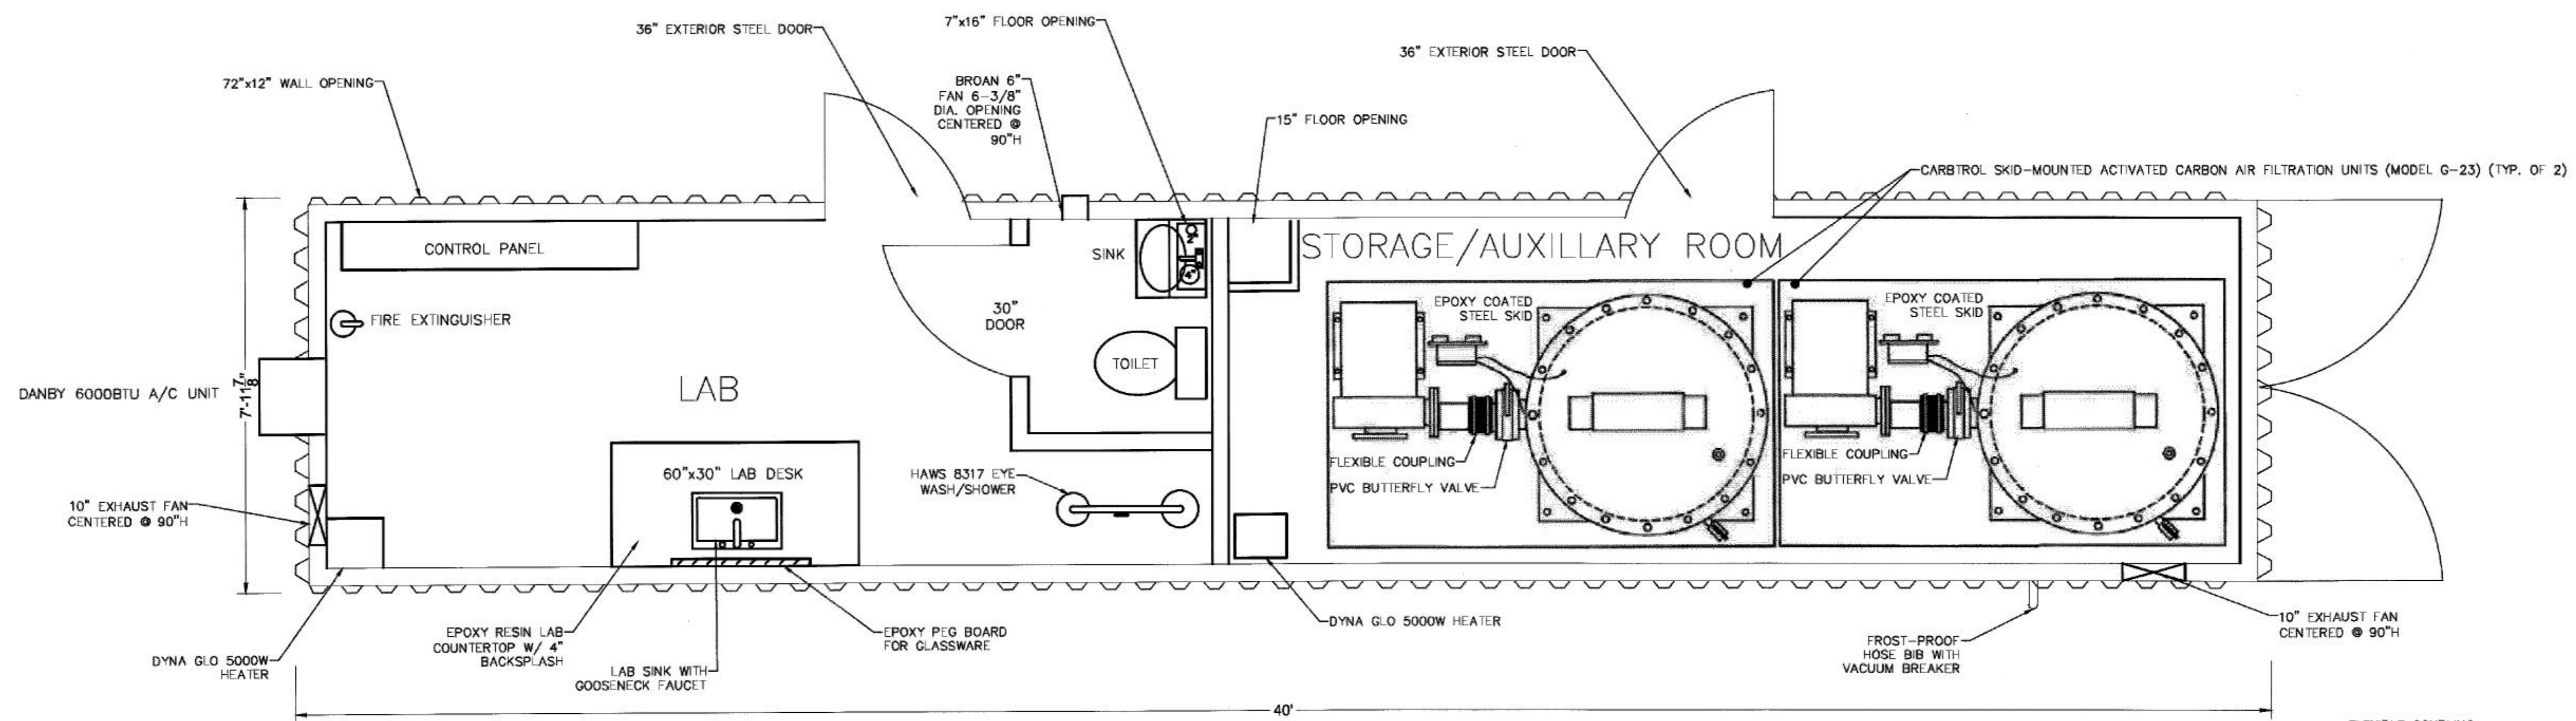 36" EXTERIOR STEEL DOOR
7"x16" FLOOR OPENING
36" EXTERIOR STEEL DOOR
72"x12" WALL OPENING
BROAN 6"
FAN 6-3/8"
DIA. OPENING
CENTERED @
90"H
15" FLOOR OPENING
CARBTROL SKID-MOUNTED ACTIVATED CARBON AIR FILTRATION UNITS (MODEL G-23) (TYP. OF 2)
CONTROL PANEL
SINK
STORAGE/AUXILLARY ROOM
FIRE EXTINGUISHER
30"
DOOR
EPOXY COATED
STEEL SKID
EPOXY COATED
STEEL SKID
TOILET
DANBY 6000BTU A/C UNIT
7'-11 7/8"
LAB
60"x30" LAB DESK
HAWS 8317 EYE
WASH/SHOWER
FLEXIBLE COUPLING
PVC BUTTERFLY VALVE
FLEXIBLE COUPLING
PVC BUTTERFLY VALVE
10" EXHAUST FAN
CENTERED @ 90"H
DYNA GLO 5000W
HEATER
EPOXY RESIN LAB
COUNTERTOP W/ 4"
BACKSPLASH
LAB SINK WITH
GOOSENECK FAUCET
EPOXY PEG BOARD
FOR GLASSWARE
DYNA GLO 5000W HEATER
FROST-PROOF
HOSE BIB WITH
VACUUM BREAKER
10" EXHAUST FAN
CENTERED @ 90"H
40'